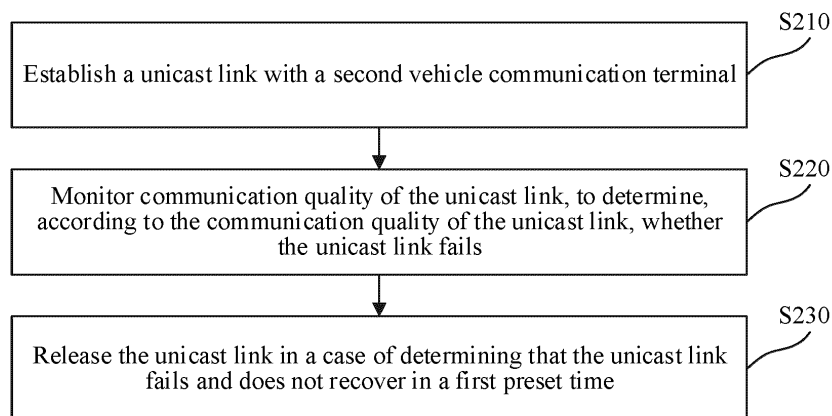 S210
Establish a unicast link with a second vehicle communication terminal
S220
Monitor communication quality of the unicast link, to determine,
according to the communication quality of the unicast link, whether
the unicast link fails
S230
Release the unicast link in a case of determining that the unicast link
fails and does not recover in a first preset time